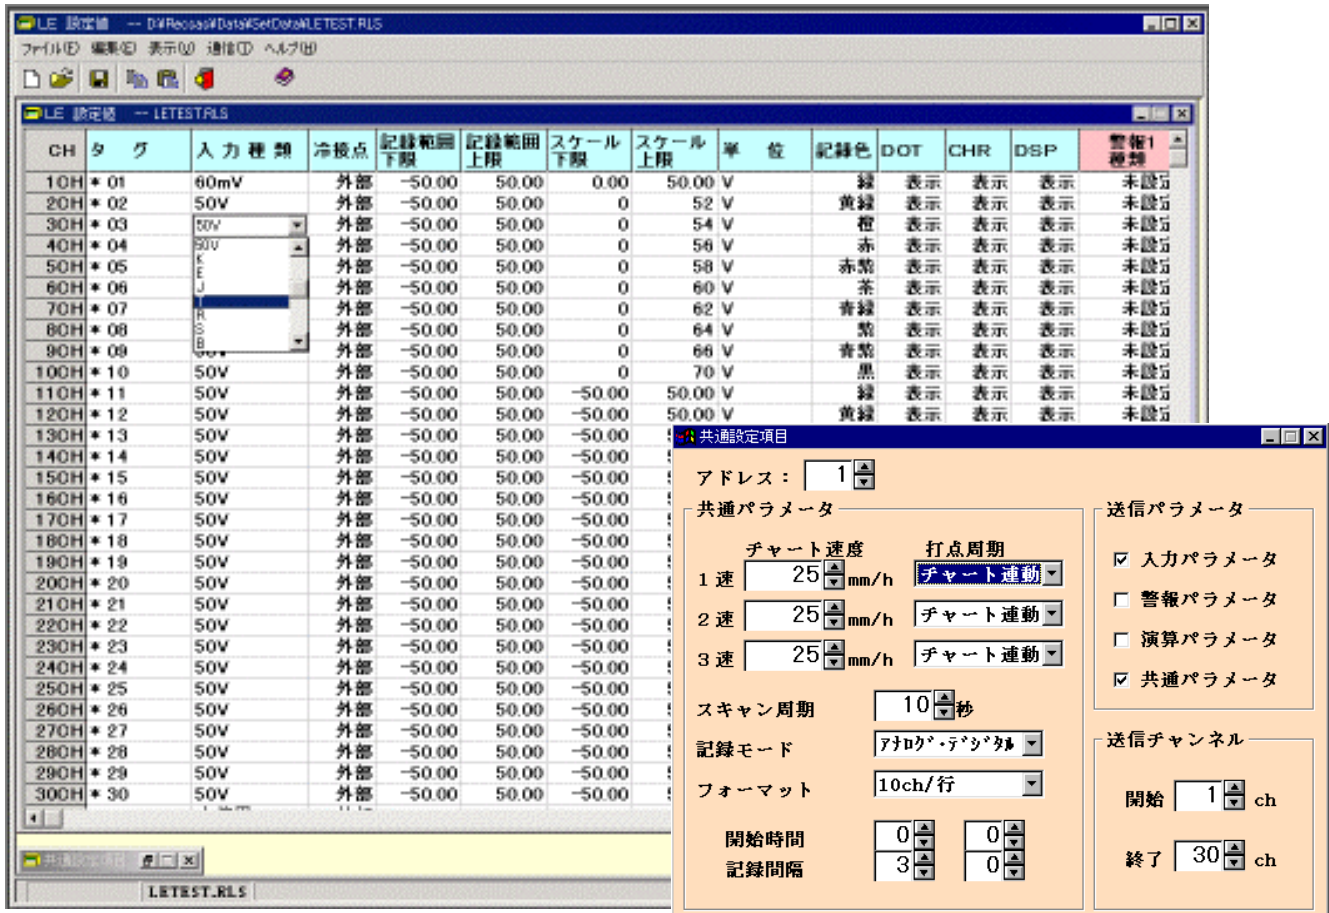 LE 設定値 -- D:¥Recsas¥Data¥SetData¥LETEST.RLS
ファイル(F) 編集(E) 表示(V) 通信(T) ヘルプ(H)
LE 設定値 -- LETEST.RLS
CH タグ 入力種類 冷接点 記録範囲下限 記録範囲上限 スケール下限 スケール上限 単位 記録色 DOT CHR DSP 警報1種類
1CH * 01 60mV 外部 -50.00 50.00 0.00 50.00 V 緑 表示 表示 表示 未設定
2CH * 02 50V 外部 -50.00 50.00 0 52 V 黄緑 表示 表示 表示 未設定
3CH * 03 50V 外部 -50.00 50.00 0 54 V 橙 表示 表示 表示 未設定
4CH * 04 50V 外部 -50.00 50.00 0 56 V 赤 表示 表示 表示 未設定
K
5CH * 05 E 外部 -50.00 50.00 0 58 V 赤紫 表示 表示 表示 未設定
6CH * 06 J 外部 -50.00 50.00 0 60 V 茶 表示 表示 表示 未設定
T
7CH * 07 R 外部 -50.00 50.00 0 62 V 青緑 表示 表示 表示 未設定
8CH * 08 S 外部 -50.00 50.00 0 64 V 紫 表示 表示 表示 未設定
B
9CH * 09 外部 -50.00 50.00 0 66 V 青紫 表示 表示 表示 未設定
10CH * 10 50V 外部 -50.00 50.00 0 70 V 黒 表示 表示 表示 未設定
11CH * 11 50V 外部 -50.00 50.00 -50.00 50.00 V 緑 表示 表示 表示 未設定
12CH * 12 50V 外部 -50.00 50.00 -50.00 50.00 V 黄緑 表示 表示 表示 未設定
13CH * 13 50V 外部 -50.00 50.00 -50.00
14CH * 14 50V 外部 -50.00 50.00 -50.00
15CH * 15 50V 外部 -50.00 50.00 -50.00
16CH * 16 50V 外部 -50.00 50.00 -50.00
17CH * 17 50V 外部 -50.00 50.00 -50.00
18CH * 18 50V 外部 -50.00 50.00 -50.00
19CH * 19 50V 外部 -50.00 50.00 -50.00
20CH * 20 50V 外部 -50.00 50.00 -50.00
21CH * 21 50V 外部 -50.00 50.00 -50.00
22CH * 22 50V 外部 -50.00 50.00 -50.00
23CH * 23 50V 外部 -50.00 50.00 -50.00
24CH * 24 50V 外部 -50.00 50.00 -50.00
25CH * 25 50V 外部 -50.00 50.00 -50.00
26CH * 26 50V 外部 -50.00 50.00 -50.00
27CH * 27 50V 外部 -50.00 50.00 -50.00
28CH * 28 50V 外部 -50.00 50.00 -50.00
29CH * 29 50V 外部 -50.00 50.00 -50.00
30CH * 30 50V 外部 -50.00 50.00 -50.00
LETEST.RLS
共通設定項目
アドレス： 1
共通パラメータ
チャート速度 打点周期
1速 25 mm/h チャート連動
2速 25 mm/h チャート連動
3速 25 mm/h チャート連動
スキャン周期 10 秒
記録モード ｱﾅﾛｸﾞ・ﾃﾞｼﾞﾀﾙ
フォーマット 10ch/行
開始時間 0 0
記録間隔 3 0
送信パラメータ
入力パラメータ
警報パラメータ
演算パラメータ
共通パラメータ
送信チャンネル
開始 1 ch
終了 30 ch